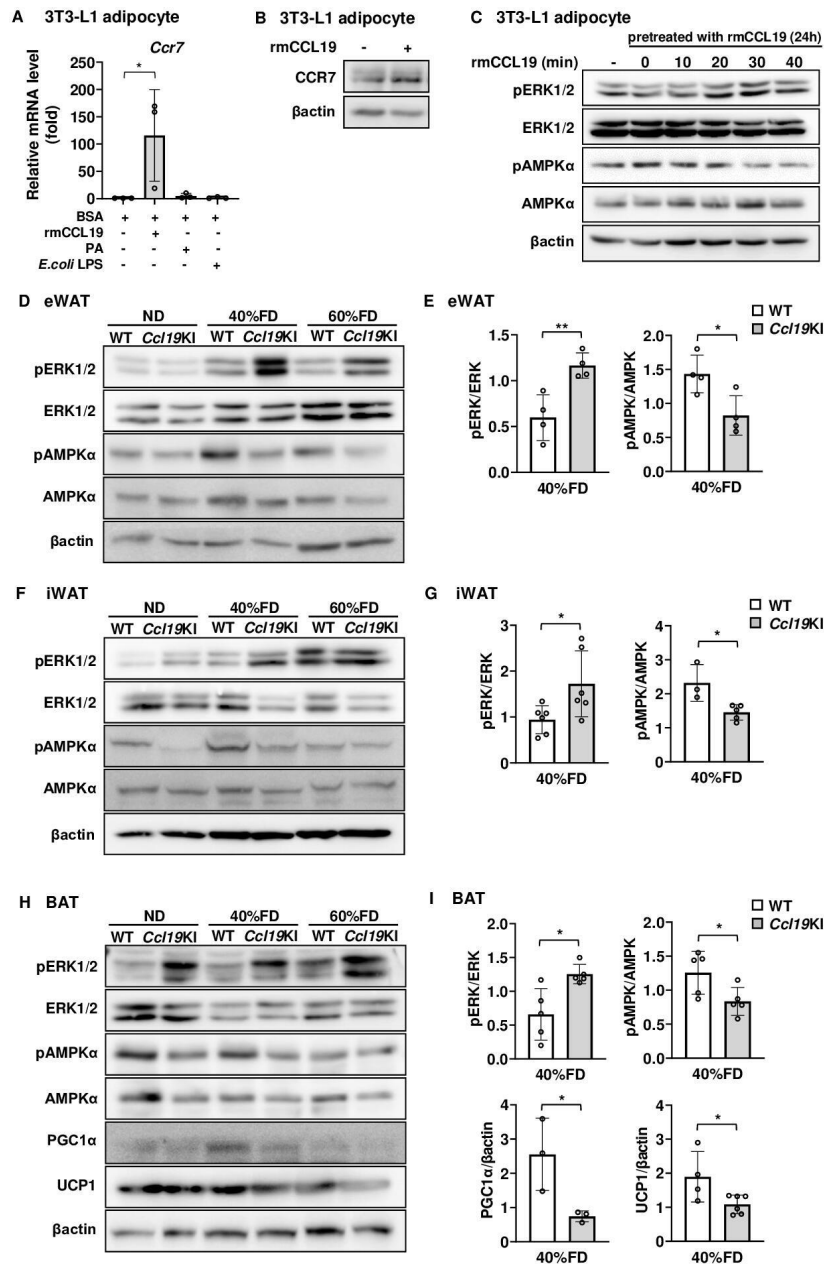 A 3T3-L1 adipocyte
Ccr7
*
Relative mRNA level
(fold)
250
200
150
100
50
0
BSA + + + +
rmCCL19 - + - -
PA - - + -
E.coli LPS - - - +
B 3T3-L1 adipocyte
rmCCL19 - +
CCR7
βactin
C 3T3-L1 adipocyte
pretreated with rmCCL19 (24h)
rmCCL19 (min) - 0 10 20 30 40
pERK1/2
ERK1/2
pAMPKα
AMPKα
βactin
D eWAT
ND 40%FD 60%FD
WT Ccl19KI WT Ccl19KI WT Ccl19KI
pERK1/2
ERK1/2
pAMPKα
AMPKα
βactin
E eWAT
WT
Ccl19KI
pERK/ERK
1.5
1.0
0.5
0.0
**
40%FD
pAMPK/AMPK
2.0
1.5
1.0
0.5
0.0
*
40%FD
F iWAT
ND 40%FD 60%FD
WT Ccl19KI WT Ccl19KI WT Ccl19KI
pERK1/2
ERK1/2
pAMPKα
AMPKα
βactin
G iWAT
WT
Ccl19KI
pERK/ERK
3
2
1
0
*
40%FD
pAMPK/AMPK
4
3
2
1
0
*
40%FD
H BAT
ND 40%FD 60%FD
WT Ccl19KI WT Ccl19KI WT Ccl19KI
pERK1/2
ERK1/2
pAMPKα
AMPKα
PGC1α
UCP1
βactin
I BAT
WT
Ccl19KI
pERK/ERK
2.0
1.5
1.0
0.5
0.0
*
40%FD
pAMPK/AMPK
2.0
1.5
1.0
0.5
0.0
*
40%FD
PGC1α/βactin
4
3
2
1
0
*
40%FD
UCP1/βactin
4
3
2
1
0
*
40%FD